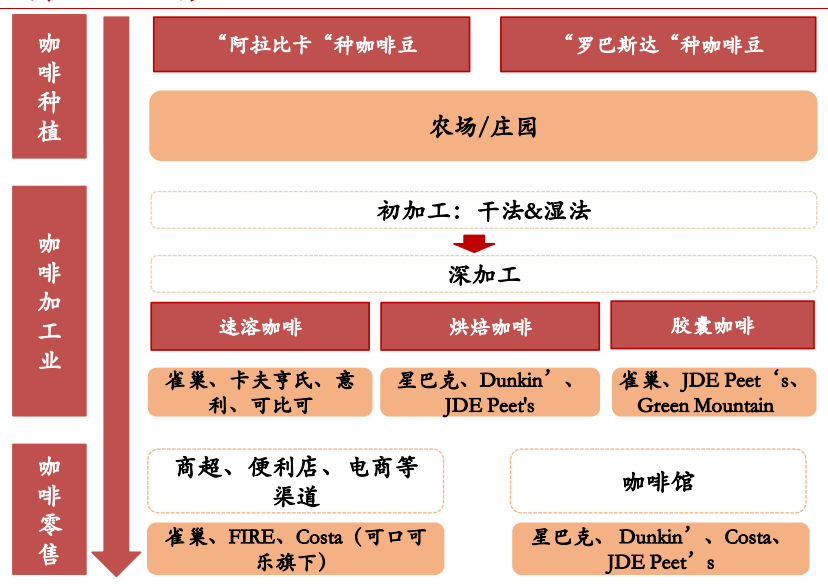 咖啡种植
“阿拉比卡“种咖啡豆
“罗巴斯达“种咖啡豆
农场/庄园
咖啡加工业
初加工：干法&湿法
深加工
速溶咖啡
烘焙咖啡
胶囊咖啡
雀巢、卡夫亨氏、意
利、可比可
星巴克、Dunkin’、
JDE Peet's
雀巢、JDE Peet‘s、
Green Mountain
咖啡零售
商超、便利店、电商等
渠道
咖啡馆
雀巢、FIRE、Costa（可口可
乐旗下）
星巴克、Dunkin’、Costa、
JDE Peet’s